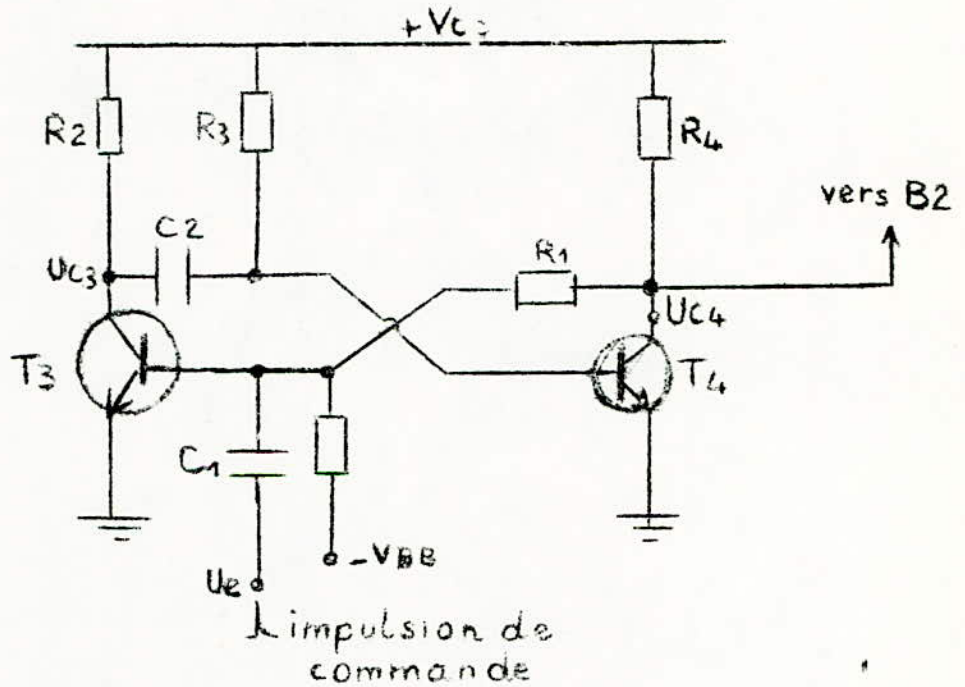 + Vcc
R2
R3
R4
vers B2
C2
R1
Uc3
Uc4
T3
T4
C1
-VBB
Ue
impulsion de
commande